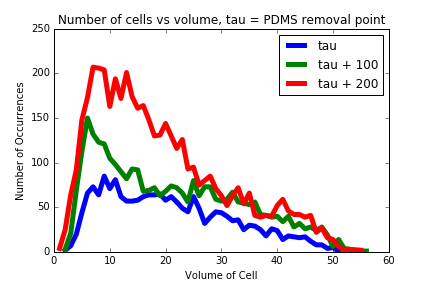 Number of cells vs volume, tau = PDMS removal point
250
200
150
100
50
0
Number of Occurrences
tau
tau + 100
tau + 200
0 10 20 30 40 50 60
Volume of Cell